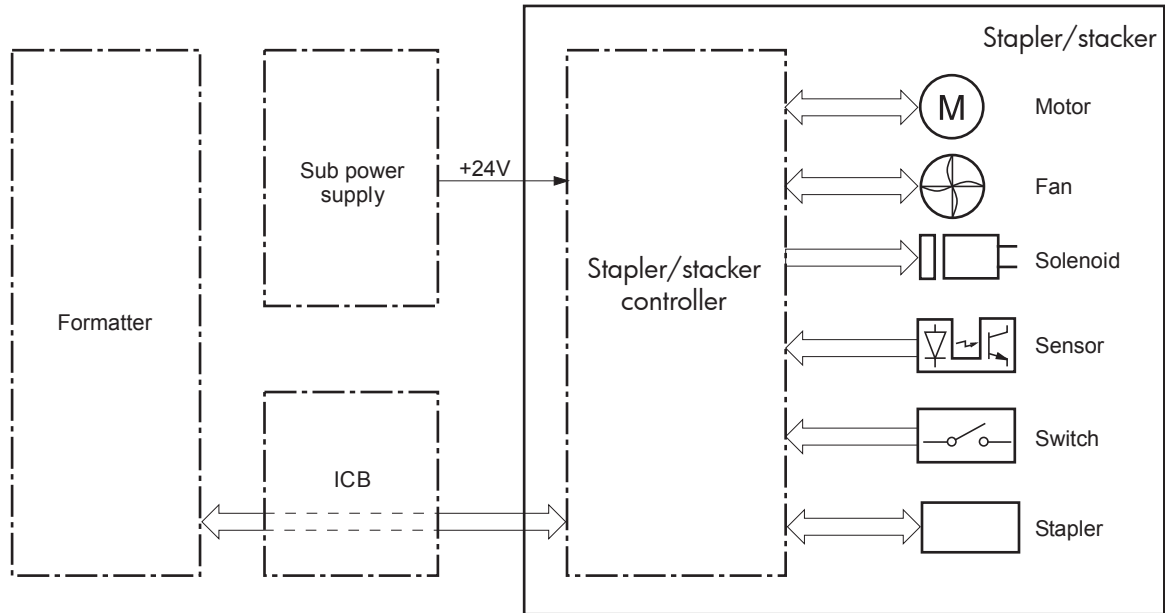 Stapler/stacker
Formatter
Sub power
supply
+24V
ICB
Stapler/stacker
controller
M
Motor
Fan
Solenoid
Sensor
Switch
Stapler